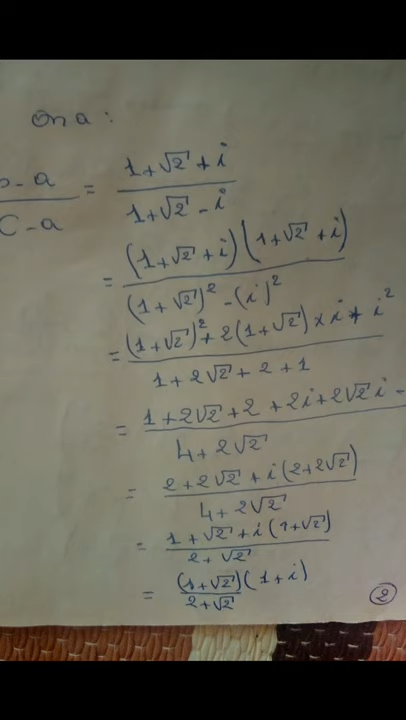 On a :
b-a / C-a = (1+√2+i) / (1+√2-i)
= (1+√2+i)(1+√2+i) / ((1+√2)² - (i)²)
= ((1+√2)²+2(1+√2)×i+i²) / (1+2√2+2+1)
= (1+2√2+2+2i+2√2i- / (4+2√2)
= (2+2√2+i(2+2√2)) / (4+2√2)
= (1+√2+i(1+√2)) / (2+√2)
= (1+√2)(1+i) / (2+√2)
2